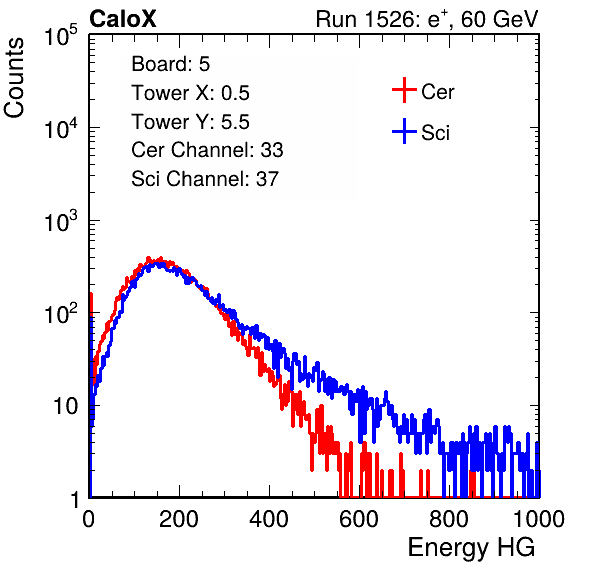 CaloX Run 1526: e+, 60 GeV
Counts
Board: 5
Tower X: 0.5
Tower Y: 5.5
Cer Channel: 33
Sci Channel: 37
Cer
Sci
10^5
10^4
10^3
10^2
10
1
0 200 400 600 800 1000
Energy HG